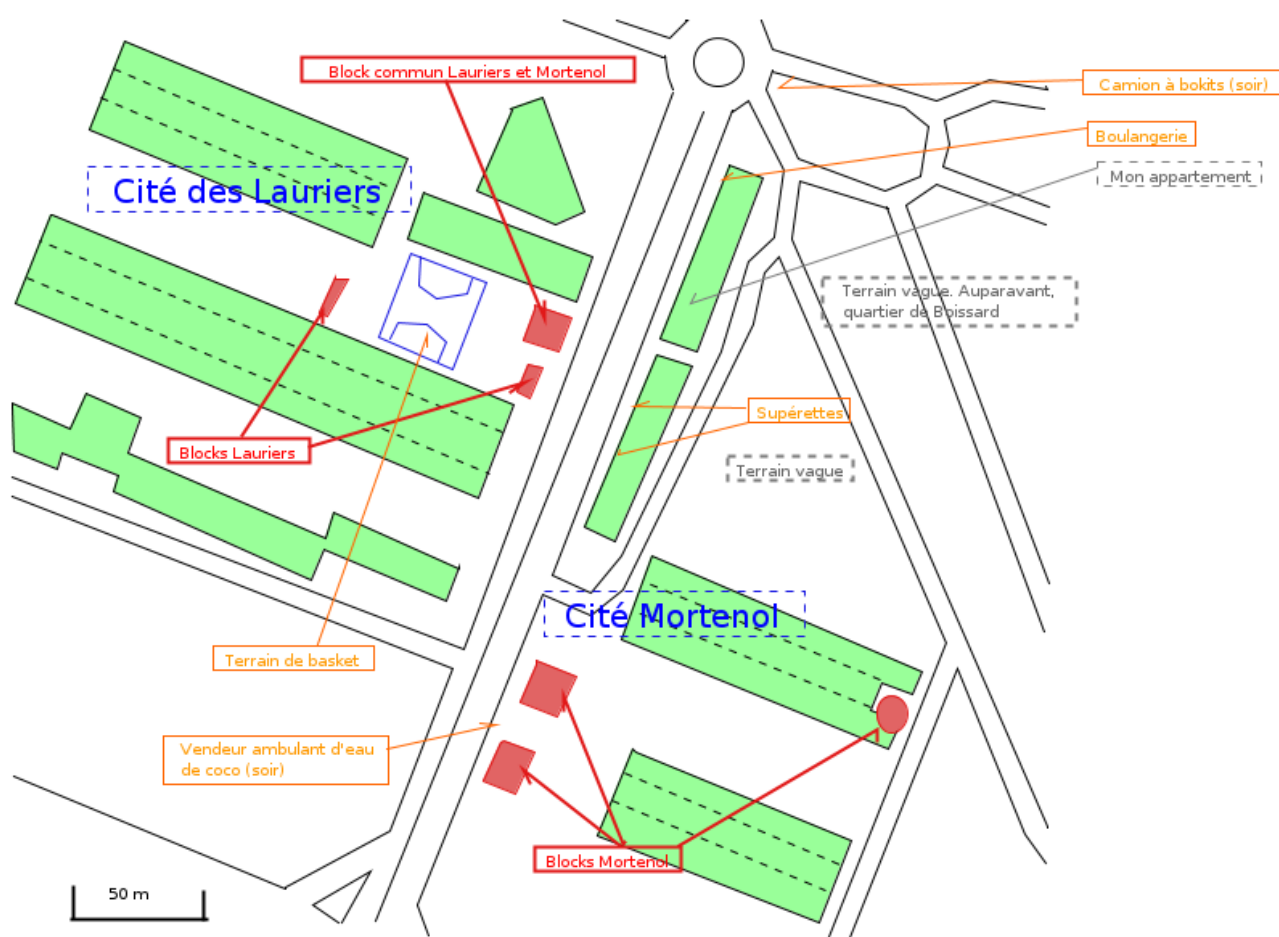 Block commun Lauriers et Mortenol
Camion à bokits (soir)
Boulangerie
Mon appartement
Cité des Lauriers
Terrain vague. Auparavant,
quartier de Boissard
Supérettes
Blocks Lauriers
Terrain vague
Cité Mortenol
Terrain de basket
Vendeur ambulant d'eau
de coco (soir)
Blocks Mortenol
50 m